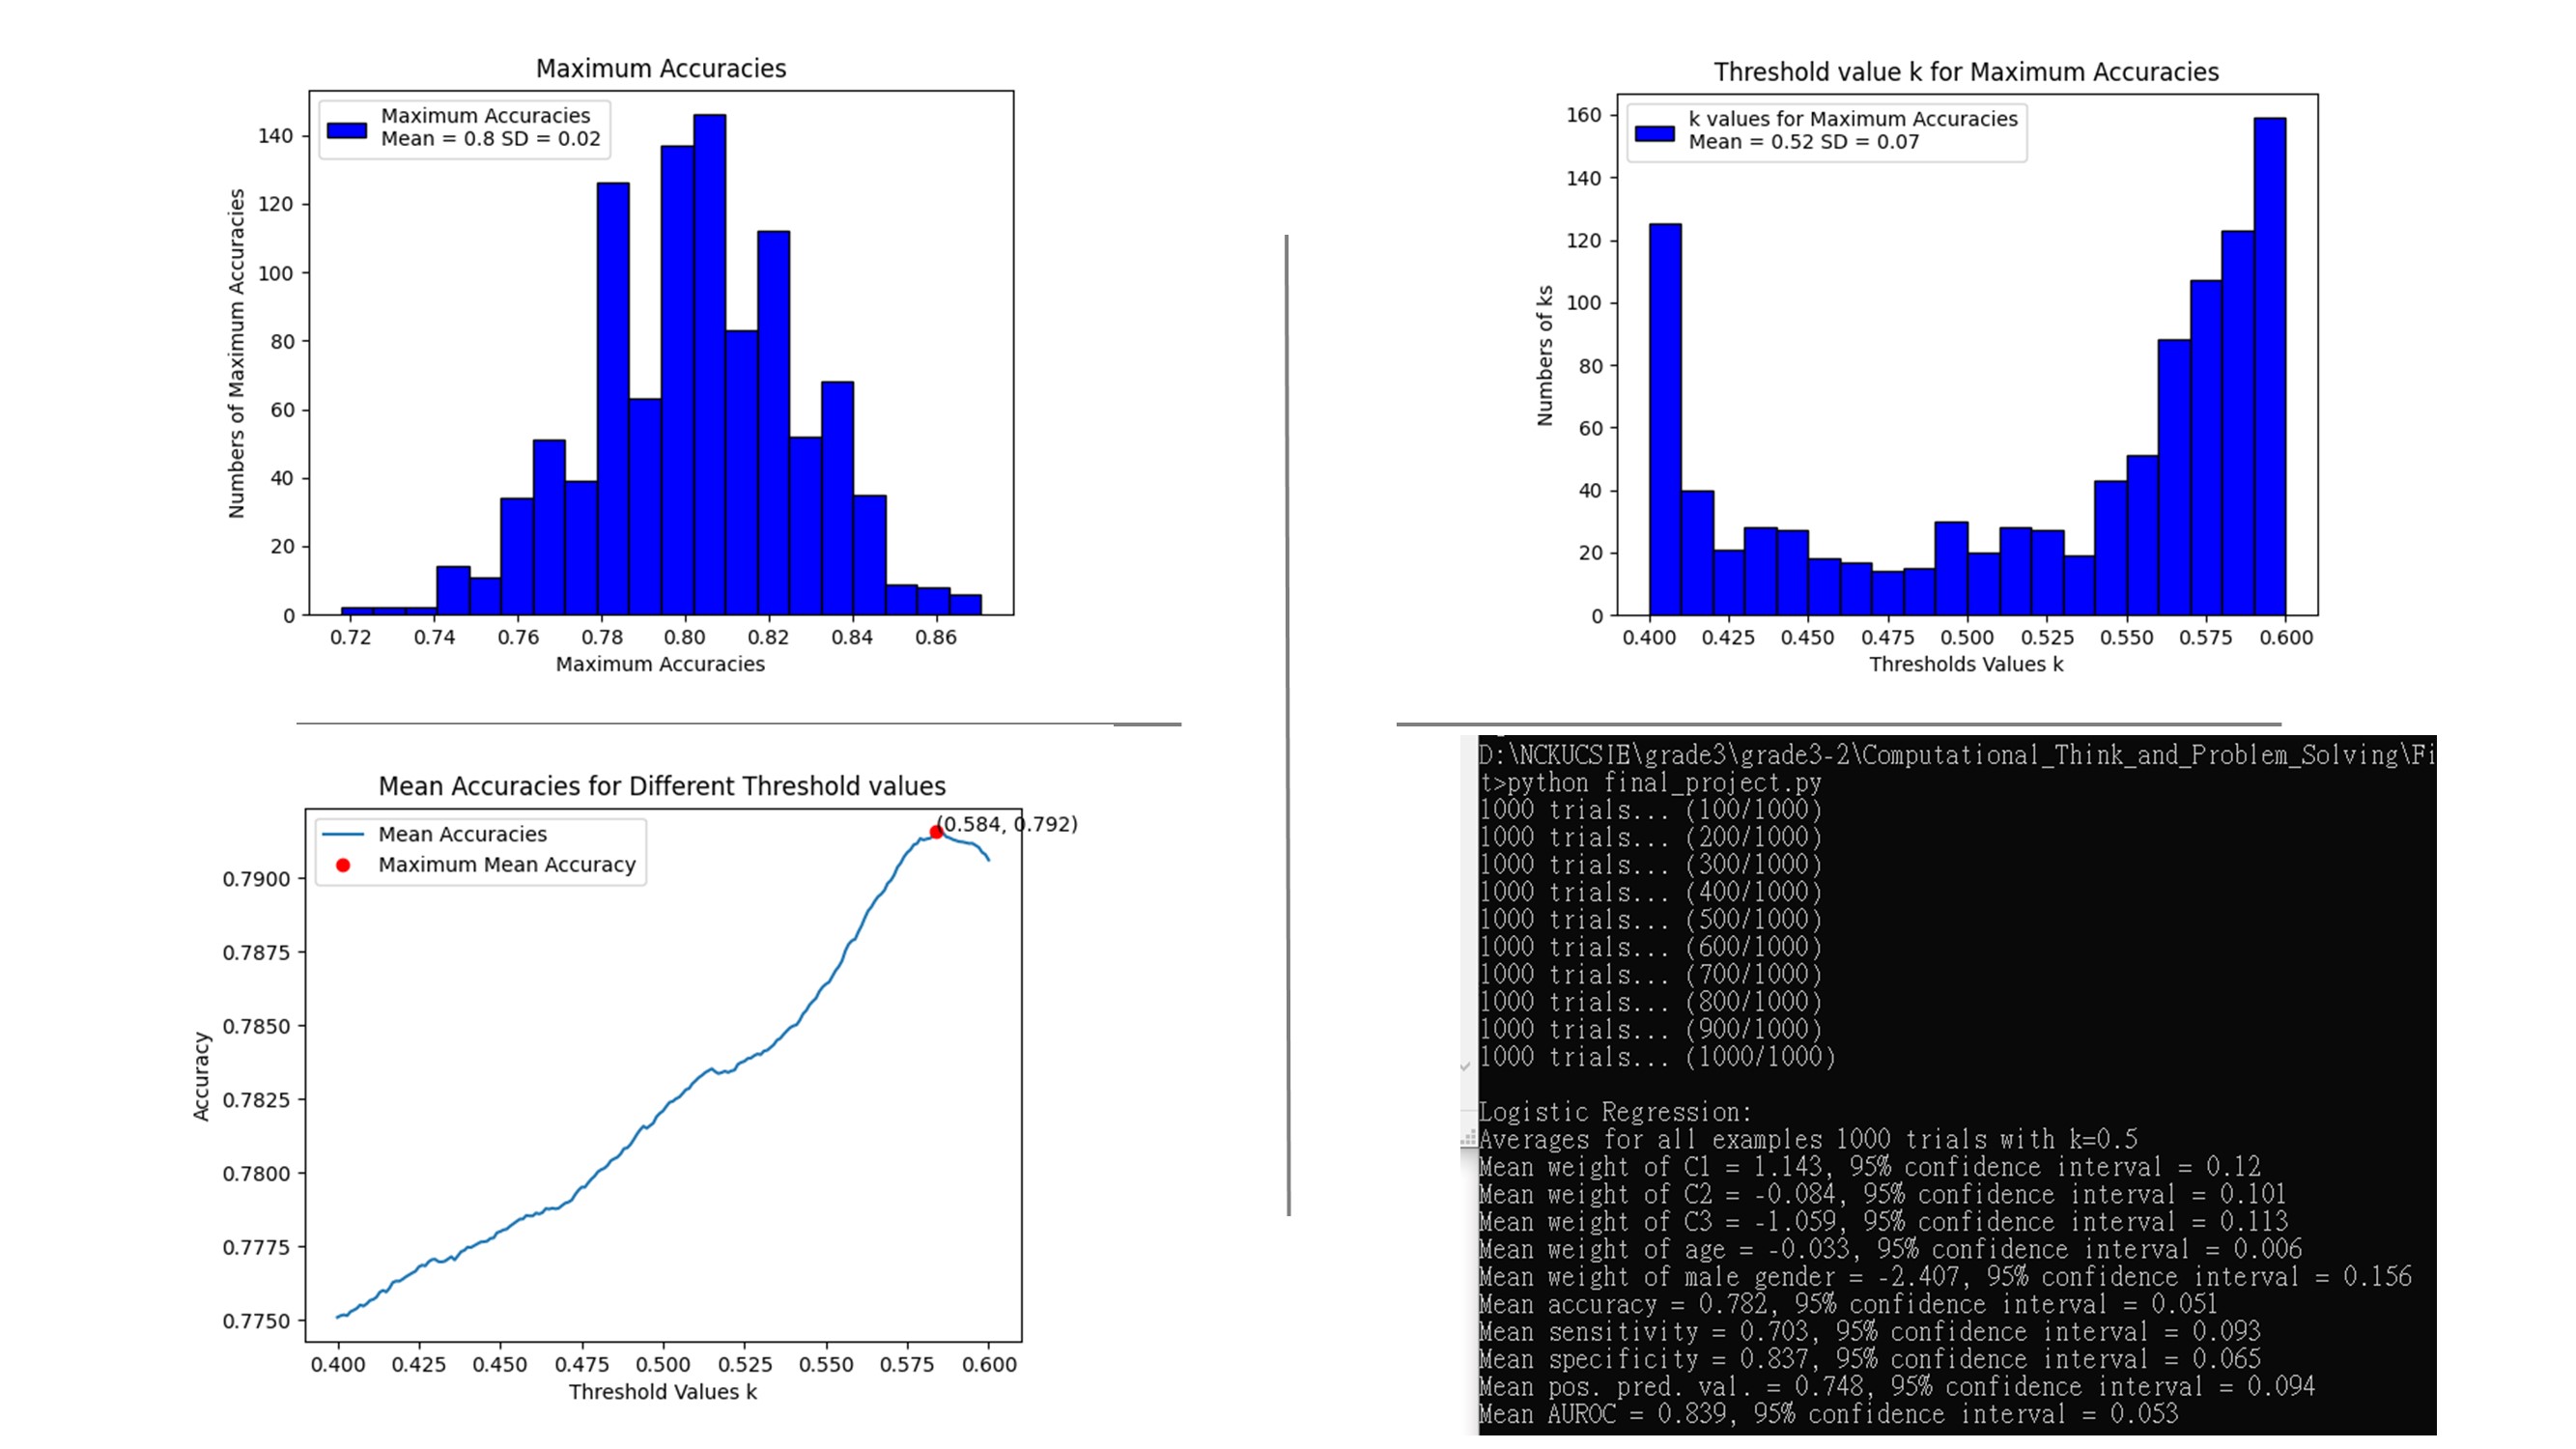 Maximum Accuracies
Maximum Accuracies
Mean = 0.8 SD = 0.02
140
120
100
80
60
40
20
0
Numbers of Maximum Accuracies
0.72 0.74 0.76 0.78 0.80 0.82 0.84 0.86
Maximum Accuracies
Threshold value k for Maximum Accuracies
k values for Maximum Accuracies
Mean = 0.52 SD = 0.07
160
140
120
100
80
60
40
20
0
Numbers of ks
0.400 0.425 0.450 0.475 0.500 0.525 0.550 0.575 0.600
Thresholds Values k
Mean Accuracies for Different Threshold values
Mean Accuracies
Maximum Mean Accuracy
(0.584, 0.792)
0.7900
0.7875
0.7850
0.7825
0.7800
0.7775
0.7750
Accuracy
0.400 0.425 0.450 0.475 0.500 0.525 0.550 0.575 0.600
Threshold Values k
D:\NCKUCSIE\grade3\grade3-2\Computational_Think_and_Problem_Solving\Fi
t>python final_project.py
1000 trials... (100/1000)
1000 trials... (200/1000)
1000 trials... (300/1000)
1000 trials... (400/1000)
1000 trials... (500/1000)
1000 trials... (600/1000)
1000 trials... (700/1000)
1000 trials... (800/1000)
1000 trials... (900/1000)
1000 trials... (1000/1000)
Logistic Regression:
Averages for all examples 1000 trials with k=0.5
Mean weight of C1 = 1.143, 95% confidence interval = 0.12
Mean weight of C2 = -0.084, 95% confidence interval = 0.101
Mean weight of C3 = -1.059, 95% confidence interval = 0.113
Mean weight of age = -0.033, 95% confidence interval = 0.006
Mean weight of male gender = -2.407, 95% confidence interval = 0.156
Mean accuracy = 0.782, 95% confidence interval = 0.051
Mean sensitivity = 0.703, 95% confidence interval = 0.093
Mean specificity = 0.837, 95% confidence interval = 0.065
Mean pos. pred. val. = 0.748, 95% confidence interval = 0.094
Mean AUROC = 0.839, 95% confidence interval = 0.053